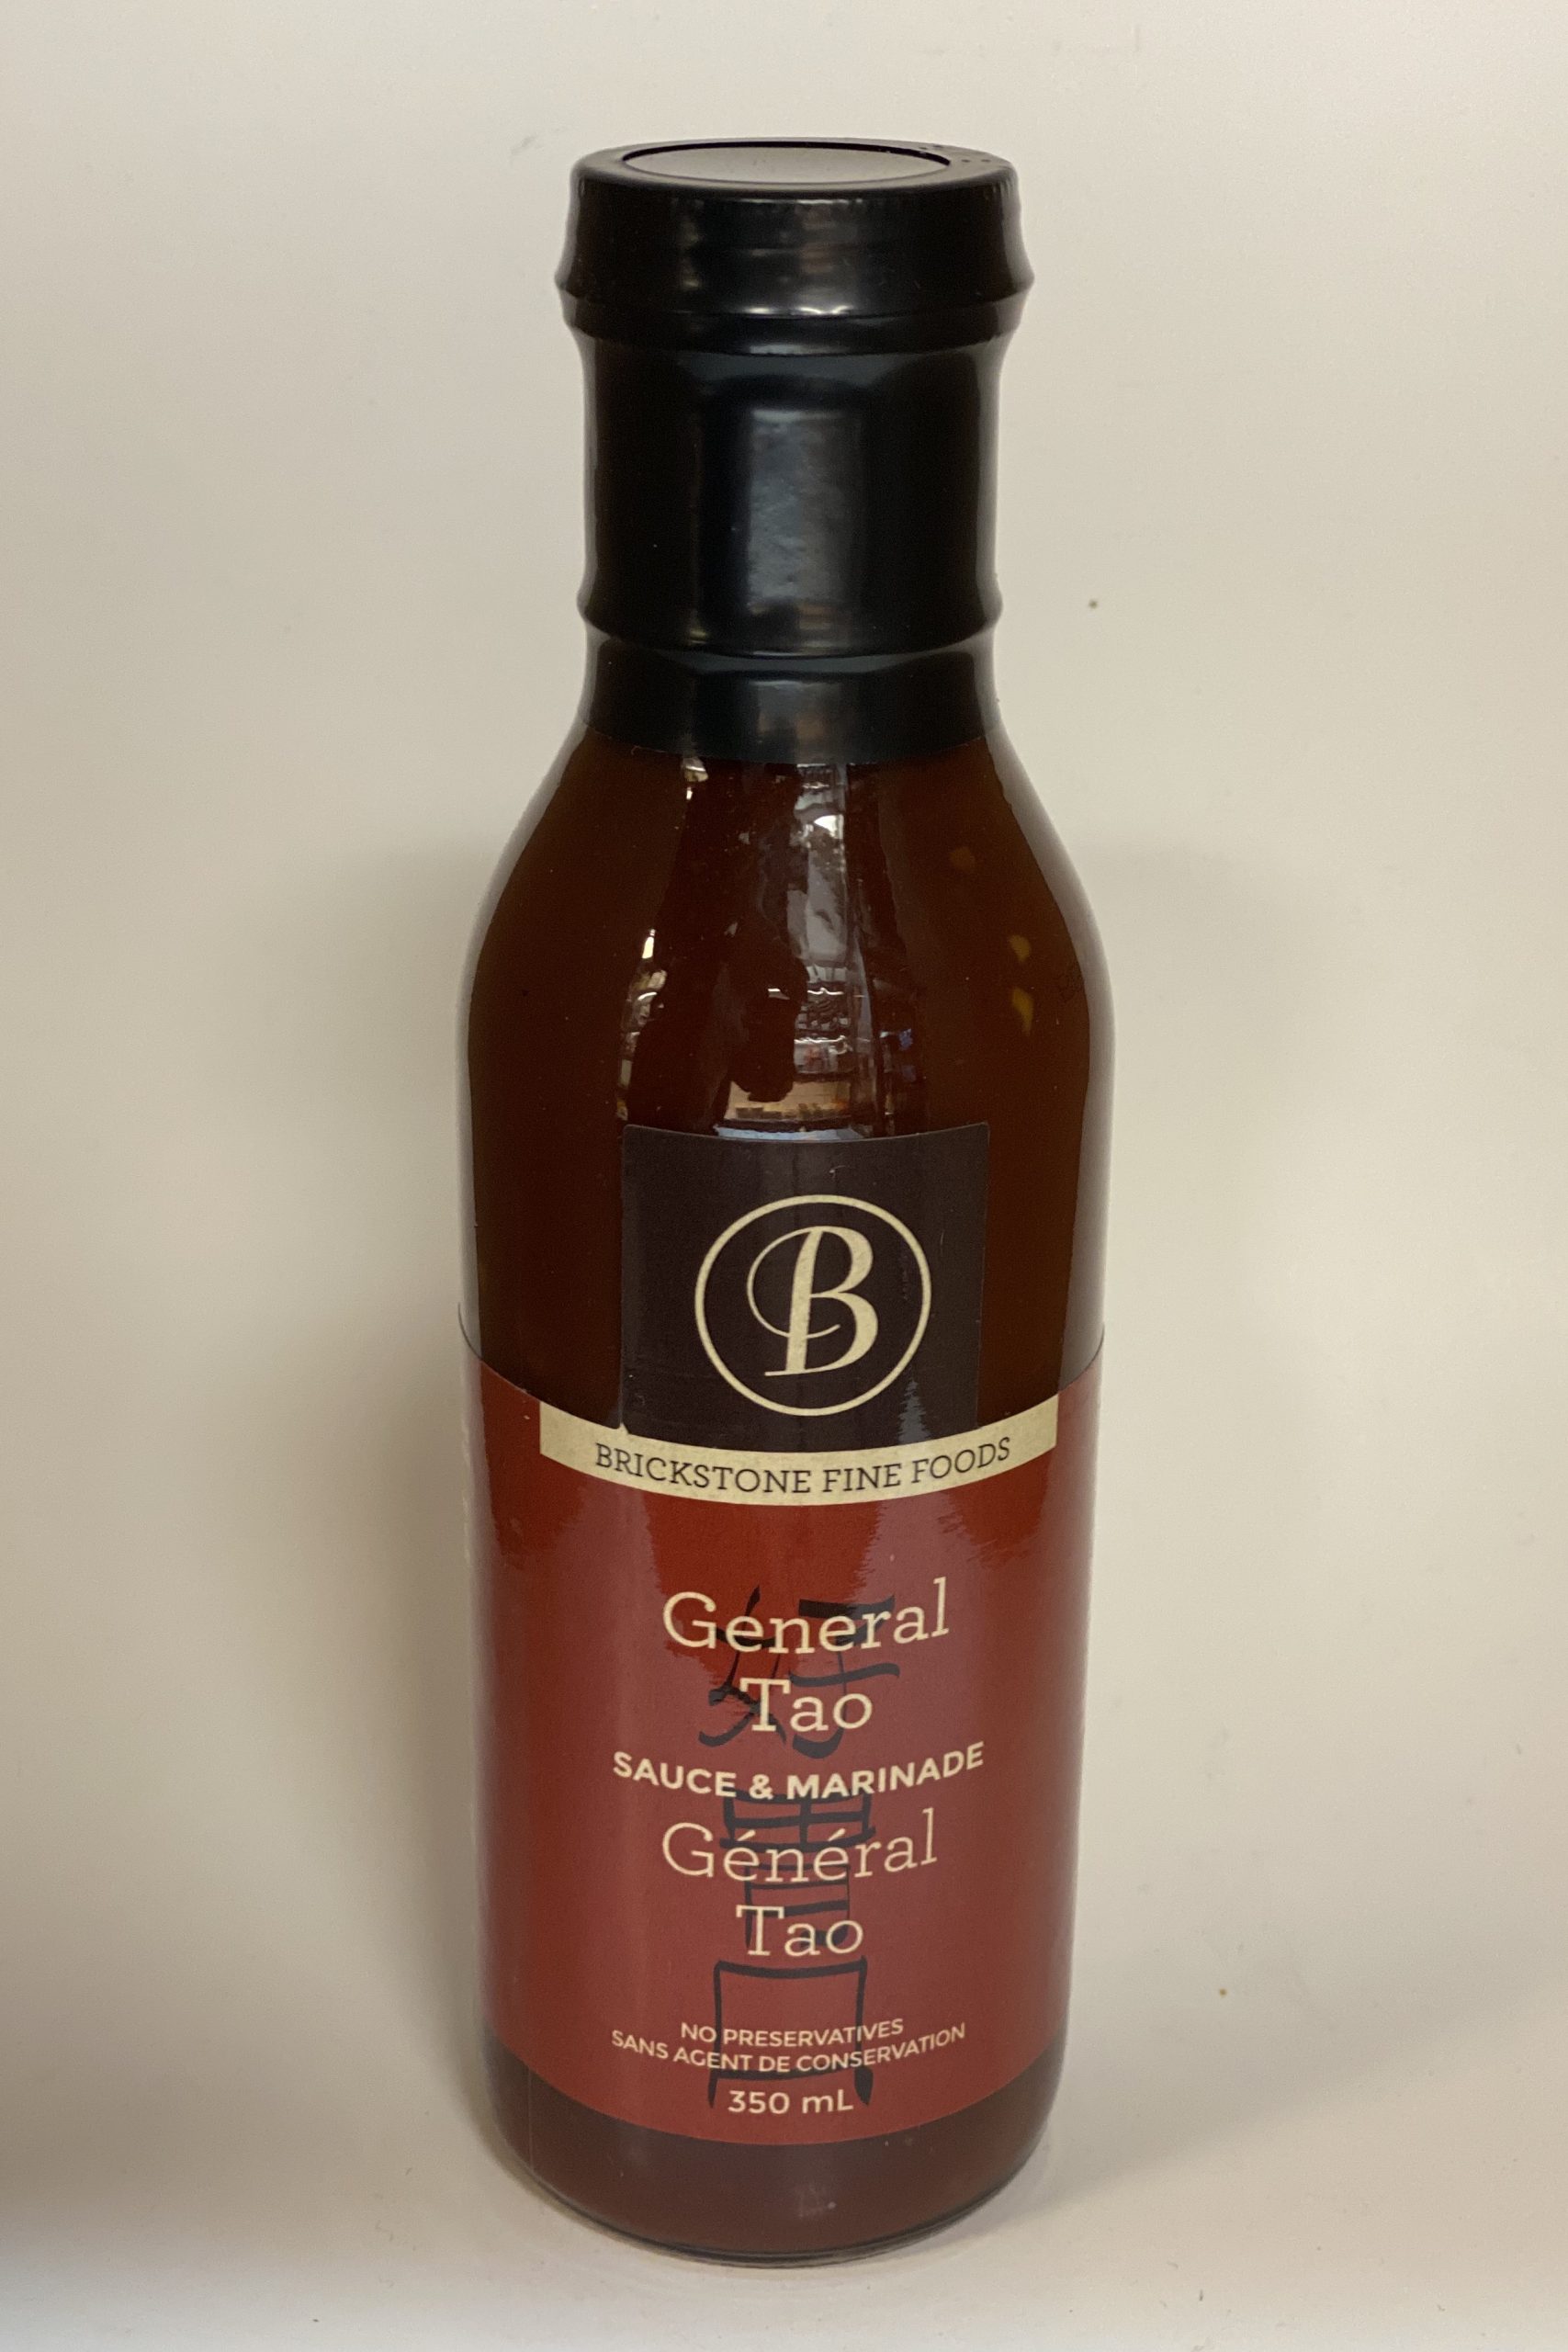 B
BRICKSTONE FINE FOODS
General
Tao
SAUCE & MARINADE
Général
Tao
NO PRESERVATIVES
SANS AGENT DE CONSERVATION
350 mL